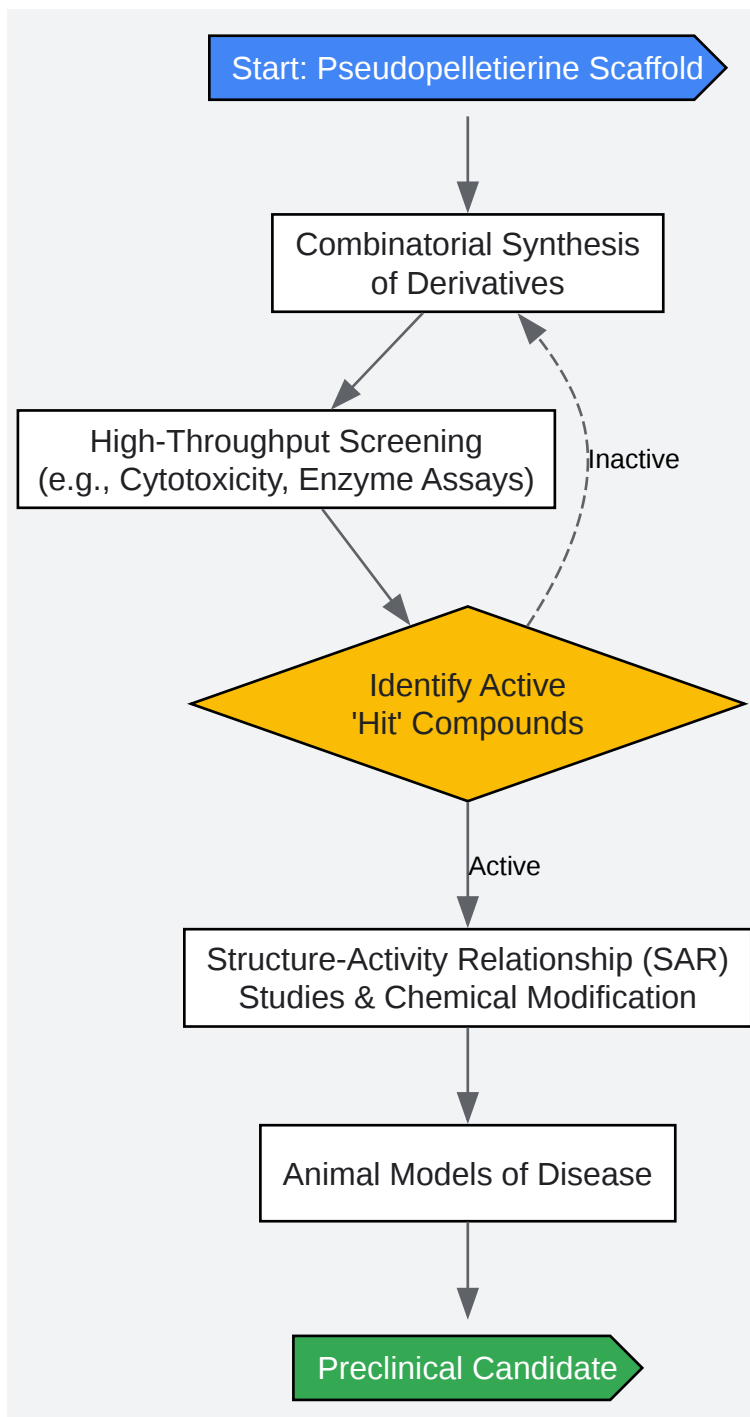 Start: Pseudopelletierine Scaffold
Combinatorial Synthesis
of Derivatives
High-Throughput Screening
(e.g., Cytotoxicity, Enzyme Assays)
Inactive
Identify Active
'Hit' Compounds
Active
Structure-Activity Relationship (SAR)
Studies & Chemical Modification
Animal Models of Disease
Preclinical Candidate